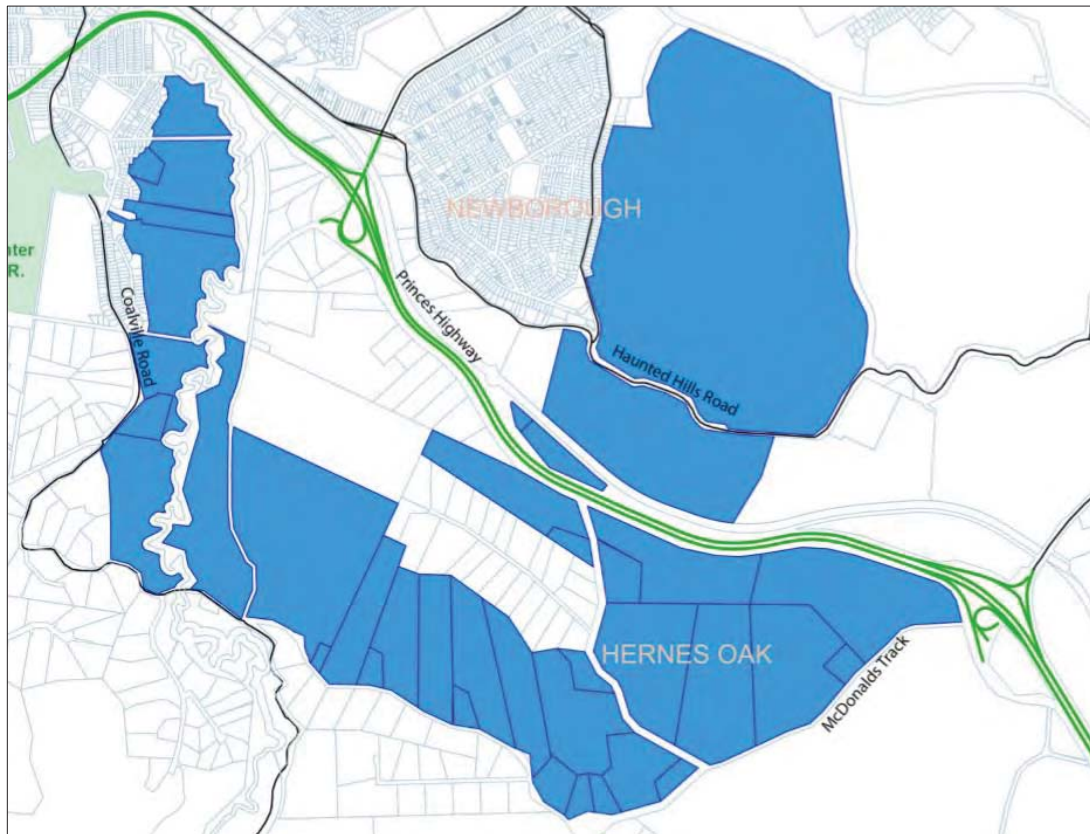 NEWBOROUGH
R.
Princes Highway
Coalville Road
Haunted Hills Road
HERNES OAK
McDonalds Track